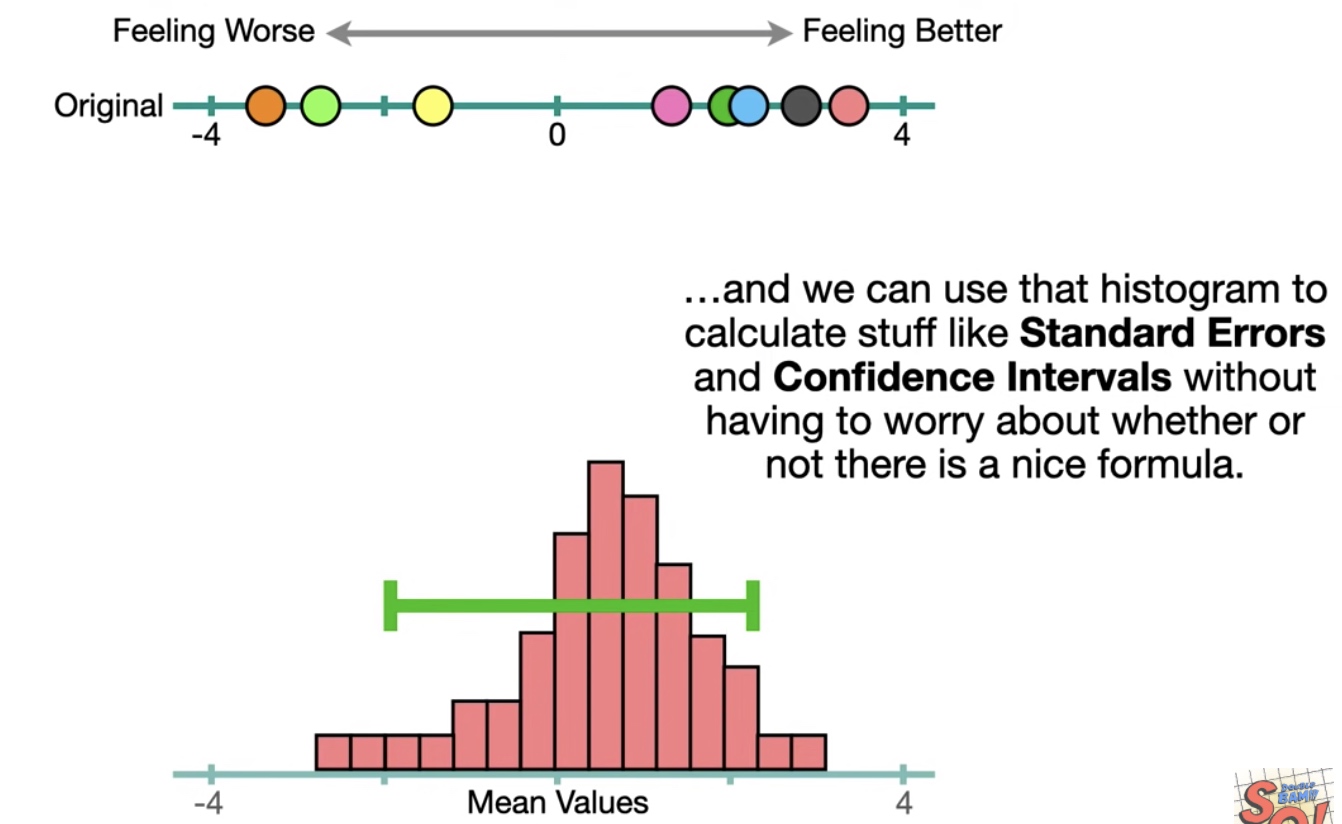 Feeling Worse Feeling Better
Original
-4 0 4
...and we can use that histogram to
calculate stuff like Standard Errors
and Confidence Intervals without
having to worry about whether or
not there is a nice formula.
-4 Mean Values 4
DOUBLE
BAM!!